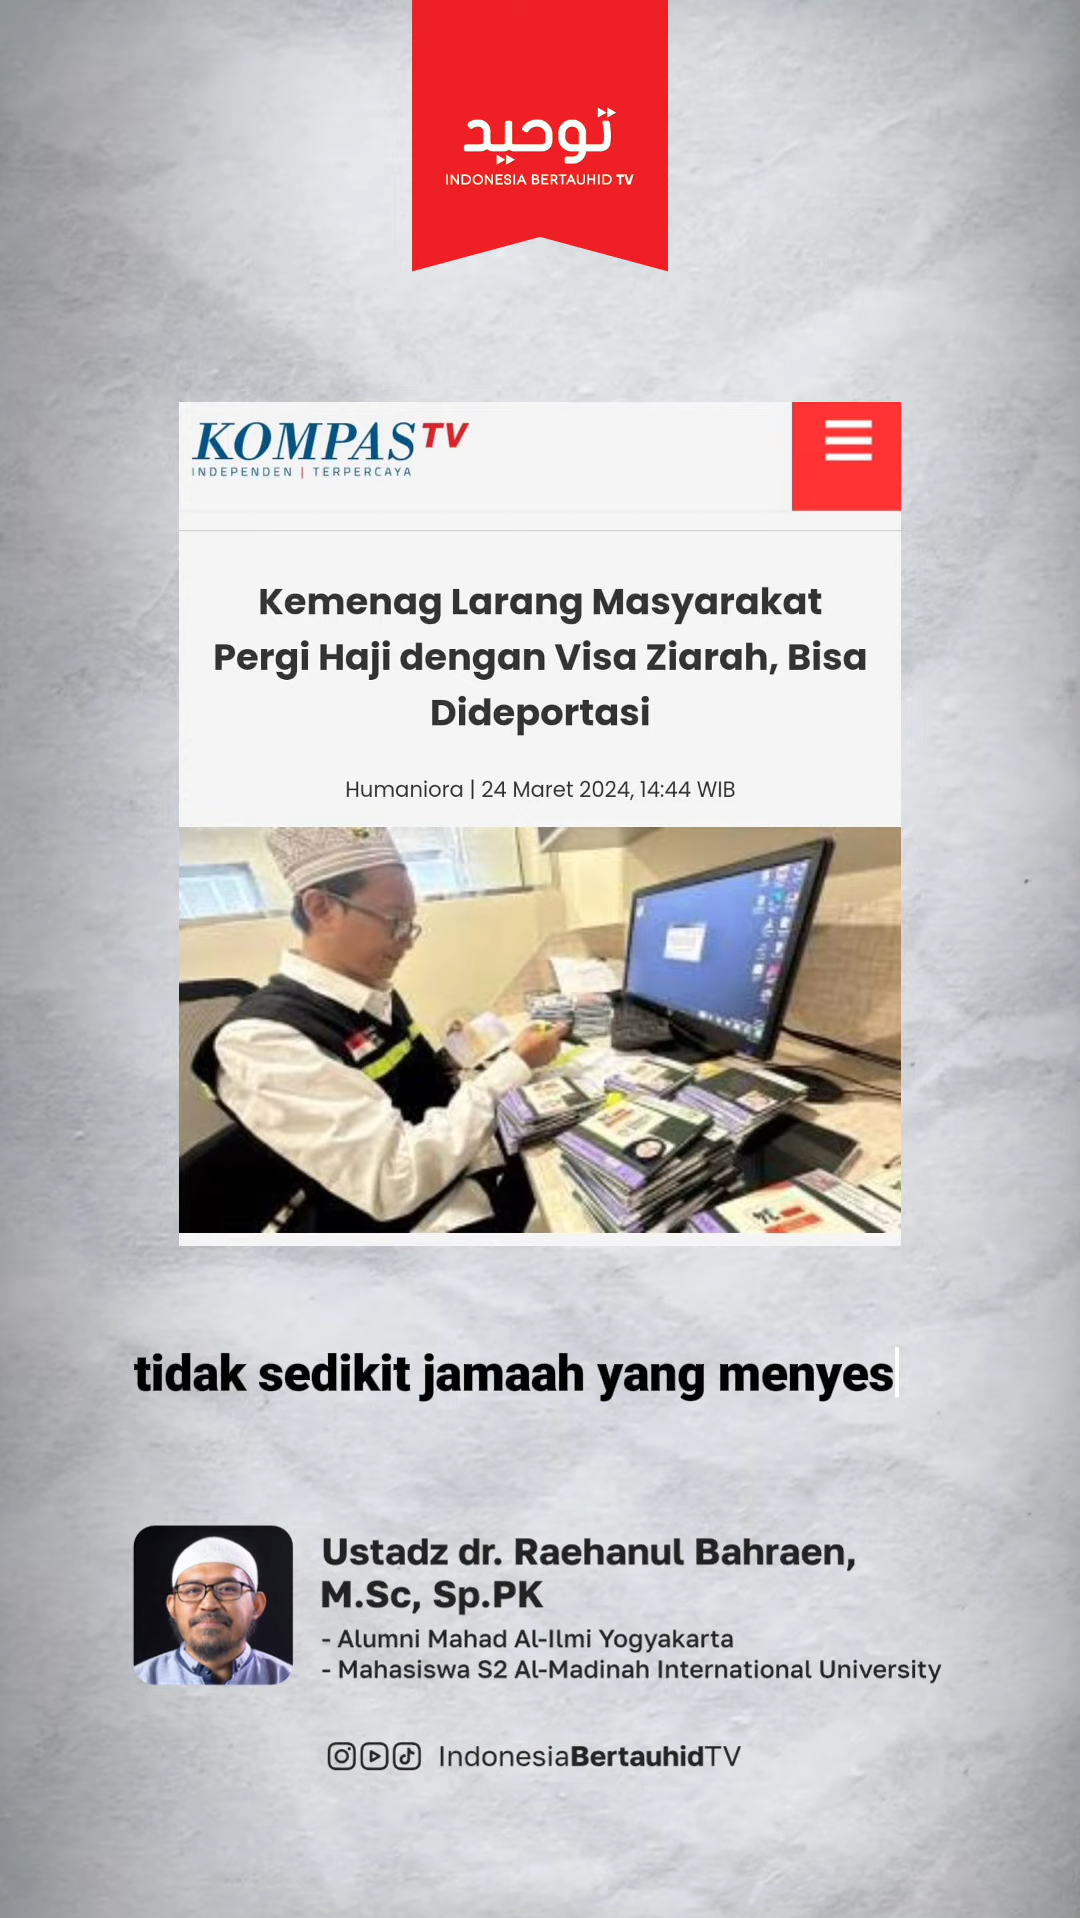 توحيد
INDONESIA BERTAUHID TV
KOMPAS TV
INDEPENDEN | TERPERCAYA
Kemenag Larang Masyarakat
Pergi Haji dengan Visa Ziarah, Bisa
Dideportasi
Humaniora | 24 Maret 2024, 14:44 WIB
tidak sedikit jamaah yang menyes
Ustadz dr. Raehanul Bahraen,
M.Sc, Sp.PK
- Alumni Mahad Al-Ilmi Yogyakarta
- Mahasiswa S2 Al-Madinah International University
IndonesiaBertauhidTV